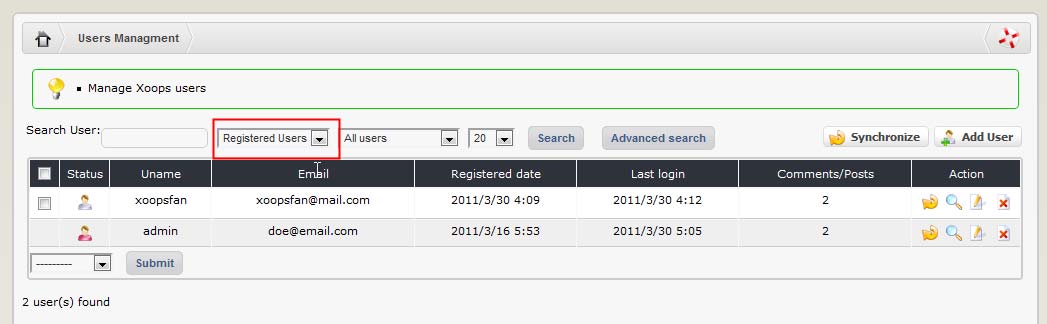 Users Managment
Manage Xoops users
Search User: Registered Users All users 20 Search Advanced search Synchronize Add User
Status Uname Email Registered date Last login Comments/Posts Action
xoopsfan xoopsfan@mail.com 2011/3/30 4:09 2011/3/30 4:12 2
admin doe@email.com 2011/3/16 5:53 2011/3/30 5:05 2
--------- Submit
2 user(s) found